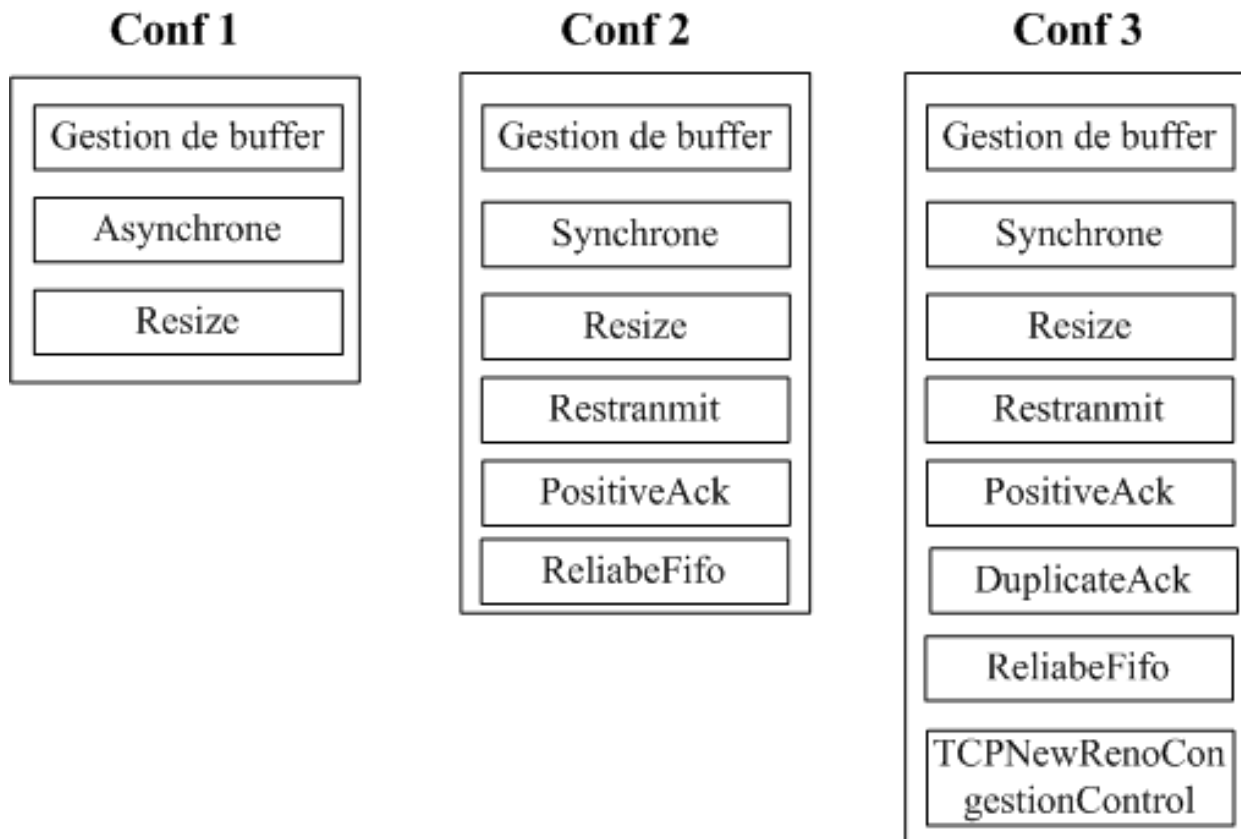 Conf 1
Gestion de buffer
Asynchrone
Resize
Conf 2
Gestion de buffer
Synchrone
Resize
Restranmit
PositiveAck
ReliabeFifo
Conf 3
Gestion de buffer
Synchrone
Resize
Restranmit
PositiveAck
DuplicateAck
ReliabeFifo
TCPNewRenoCon
gestionControl